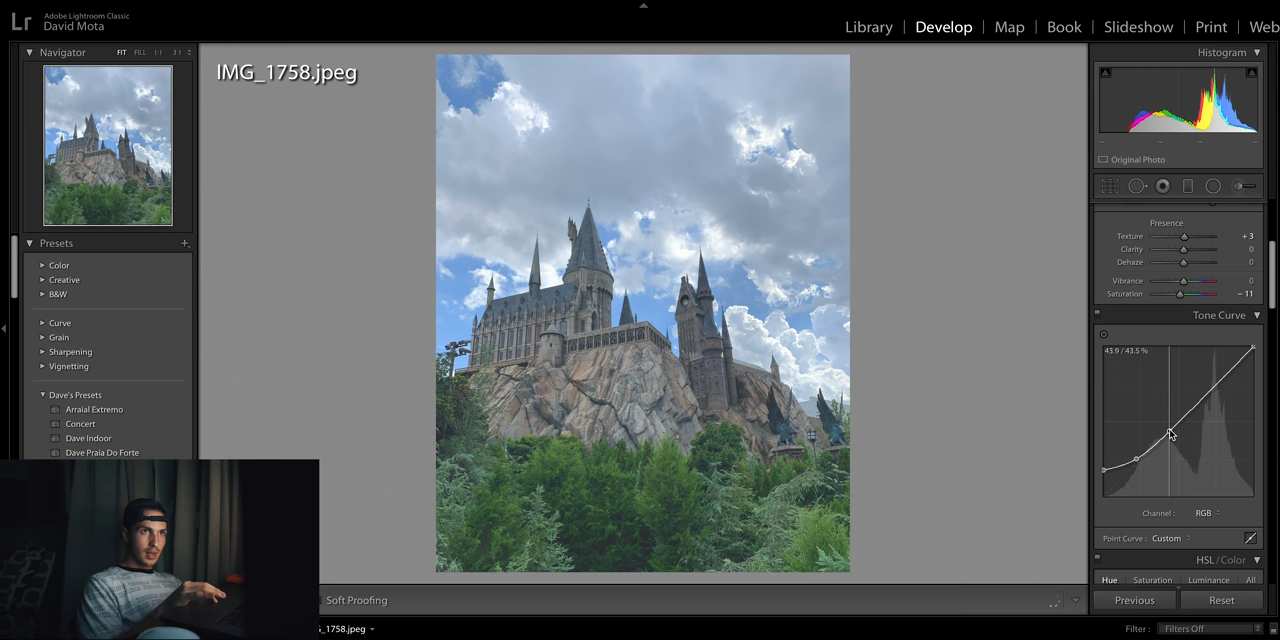 Lr
Adobe Lightroom Classic
David Mota
Library | Develop | Map | Book | Slideshow | Print | Web
Navigator FIT FILL 1:1 3:1
IMG_1758.jpeg
Presets +
Color
Creative
B&W
Curve
Grain
Sharpening
Vignetting
Dave's Presets
Arraial Extremo
Concert
Dave Indoor
Dave Praia Do Forte
Histogram
Original Photo
Presence
Texture +3
Clarity 0
Dehaze 0
Vibrance 0
Saturation −11
Tone Curve
43.9 / 43.5 %
Channel : RGB
Point Curve : Custom
HSL / Color
Hue Saturation Luminance All
Previous Reset
Soft Proofing
_1758.jpeg
Filter : Filters Off